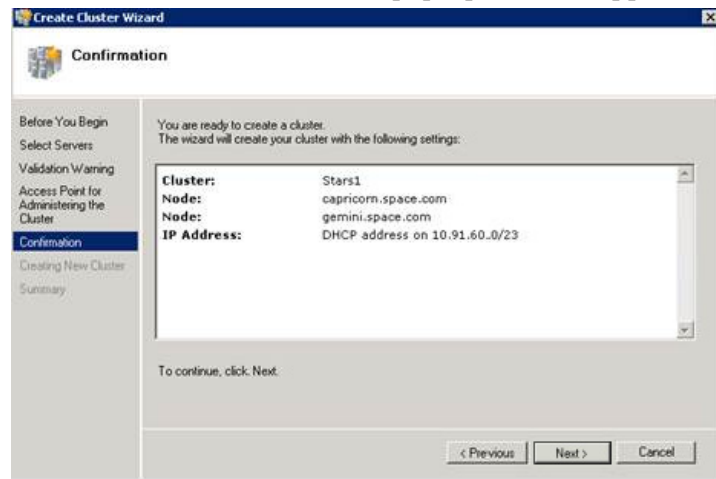 Create Cluster Wizard
Confirmation
Before You Begin
Select Servers
Validation Warning
Access Point for
Administering the
Cluster
Confirmation
Creating New Cluster
Summary
You are ready to create a cluster.
The wizard will create your cluster with the following settings:
Cluster: Stars1
Node: capricorn.space.com
Node: gemini.space.com
IP Address: DHCP address on 10.91.60..0/23
To continue, click. Next.
< Previous
Next >
Cancel